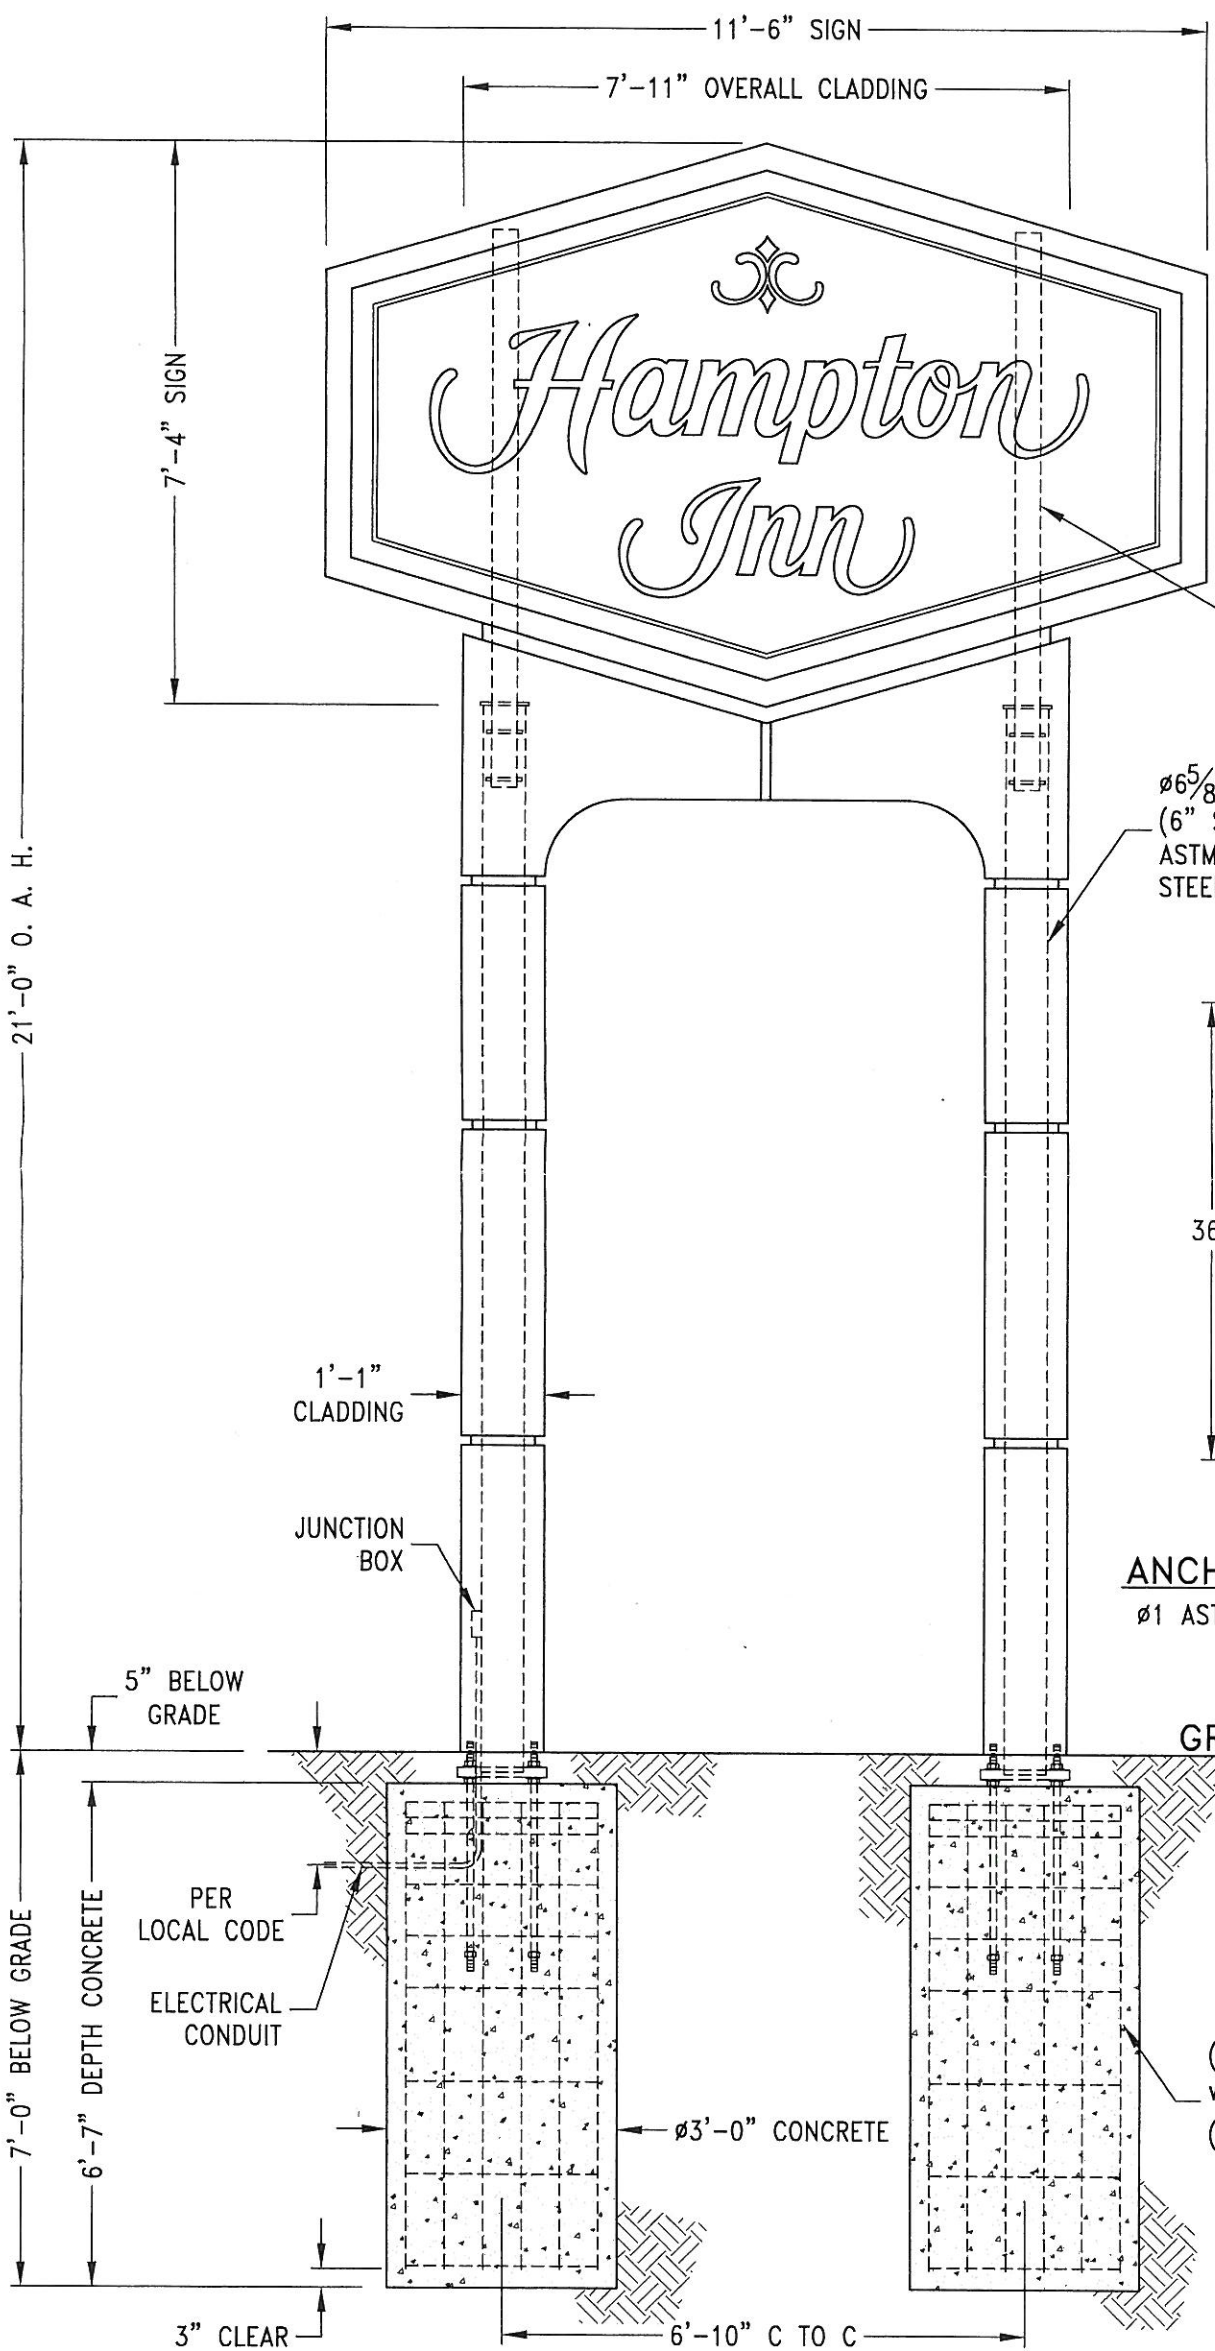 11'-6" SIGN
7'-11" OVERALL CLADDING
7'-4" SIGN
21'-0" O. A. H.
Hampton
Inn
ø6 5/8
(6"
ASTM
STEE
36
1'-1"
CLADDING
JUNCTION
BOX
ANCH
ø1 AST
5" BELOW
GRADE
GR
PER
LOCAL CODE
ELECTRICAL
CONDUIT
7'-0" BELOW GRADE
6'-7" DEPTH CONCRETE
ø3'-0" CONCRETE
3" CLEAR
6'-10" C TO C